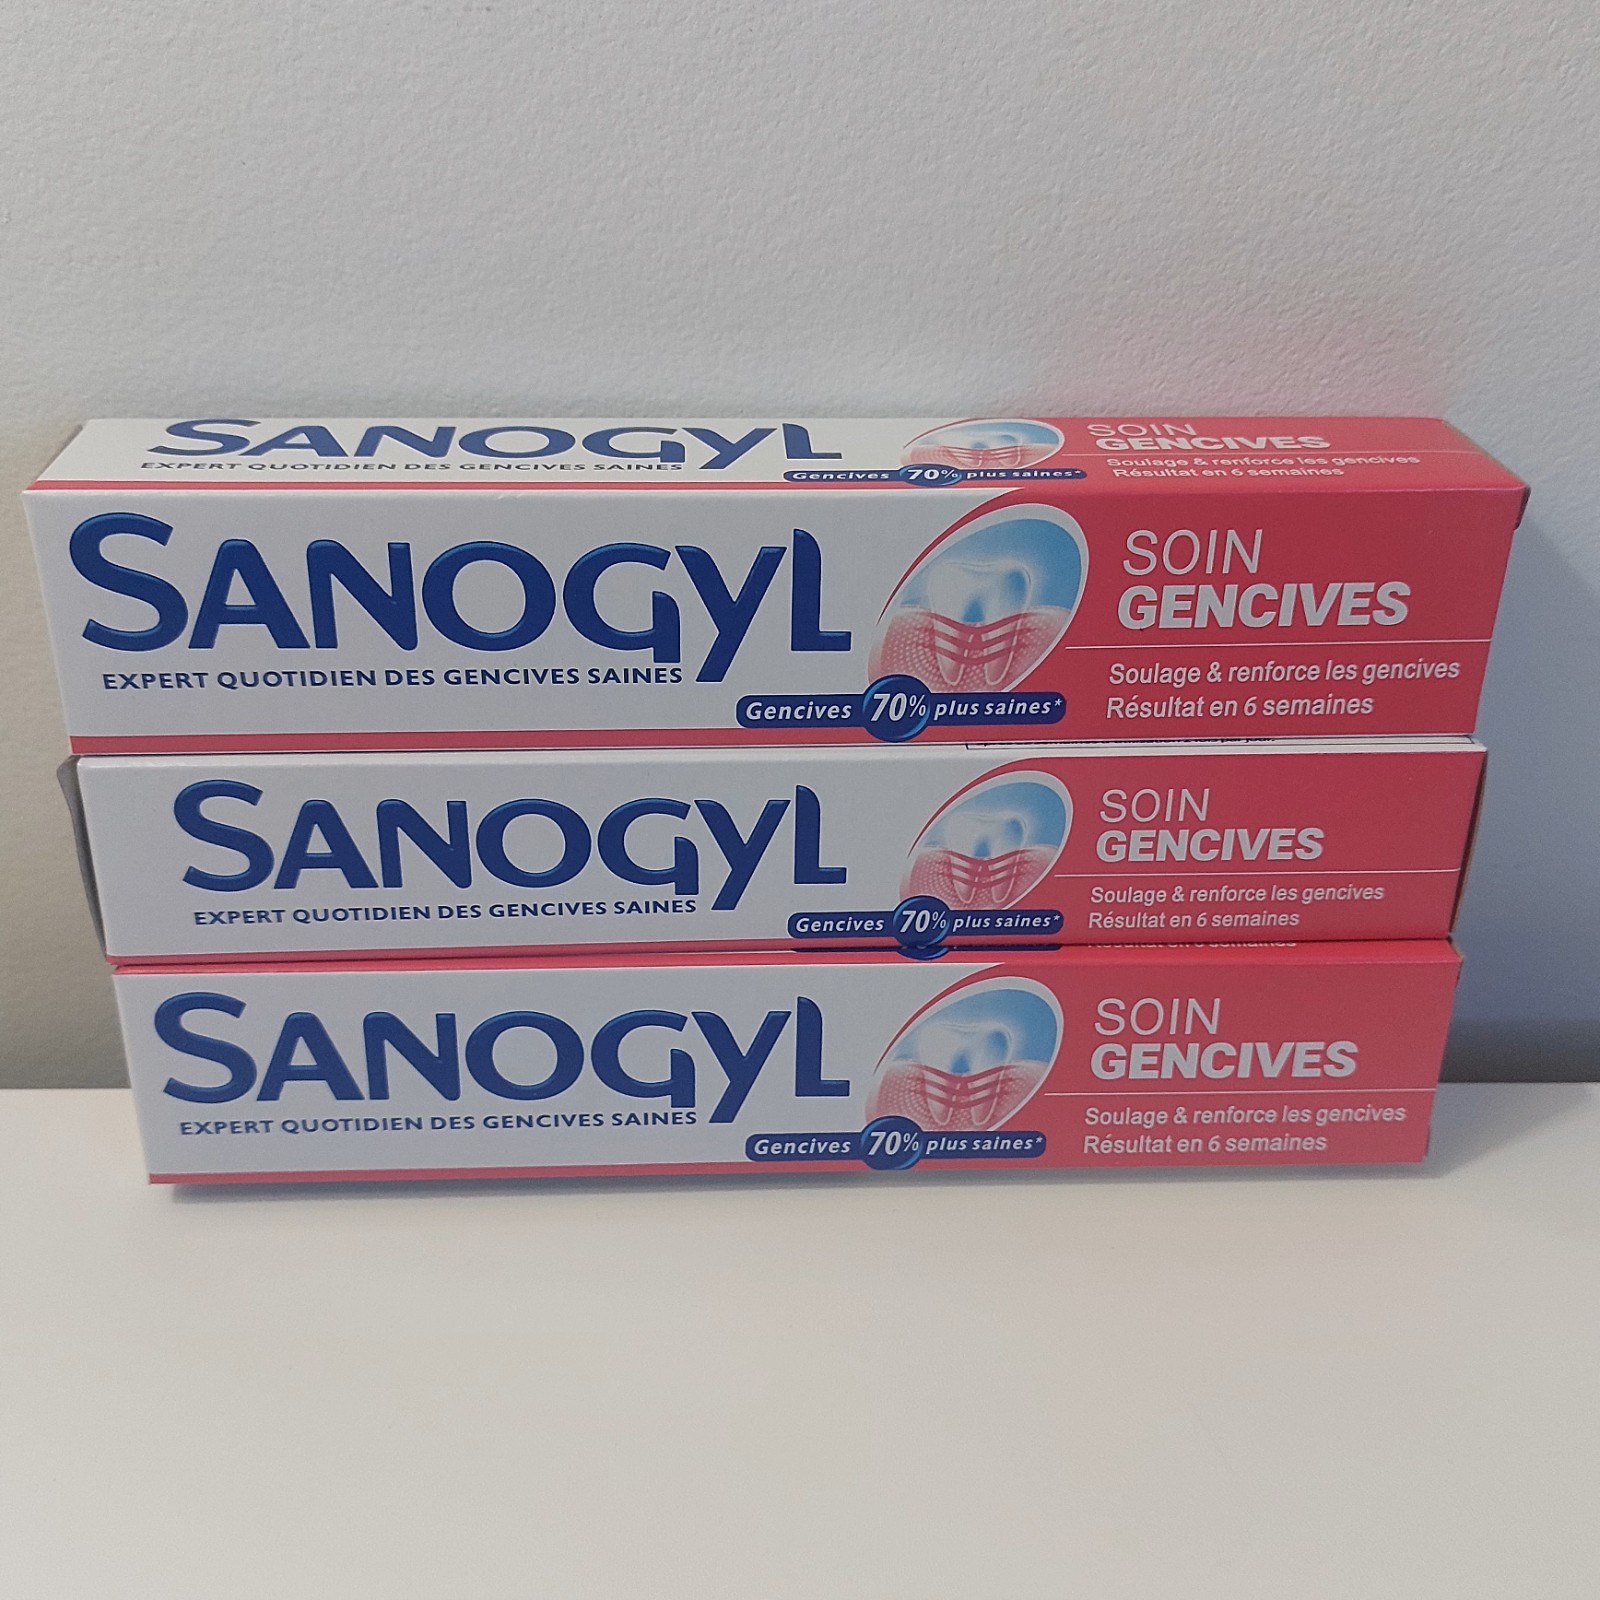 SANOGYL
EXPERT QUOTIDIEN DES GENCIVES SAINES
Gencives 70% plus saines*
SOIN
GENCIVES
Soulage & renforce les gencives
Résultat en 6 semaines
SANOGYL
EXPERT QUOTIDIEN DES GENCIVES SAINES
Gencives 70% plus saines*
SOIN
GENCIVES
Soulage & renforce les gencives
Résultat en 6 semaines
SANOGYL
EXPERT QUOTIDIEN DES GENCIVES SAINES
Gencives 70% plus saines*
SOIN
GENCIVES
Soulage & renforce les gencives
Résultat en 6 semaines
SANOGYL
EXPERT QUOTIDIEN DES GENCIVES SAINES
Gencives 70% plus saines*
SOIN
GENCIVES
Soulage & renforce les gencives
Résultat en 6 semaines